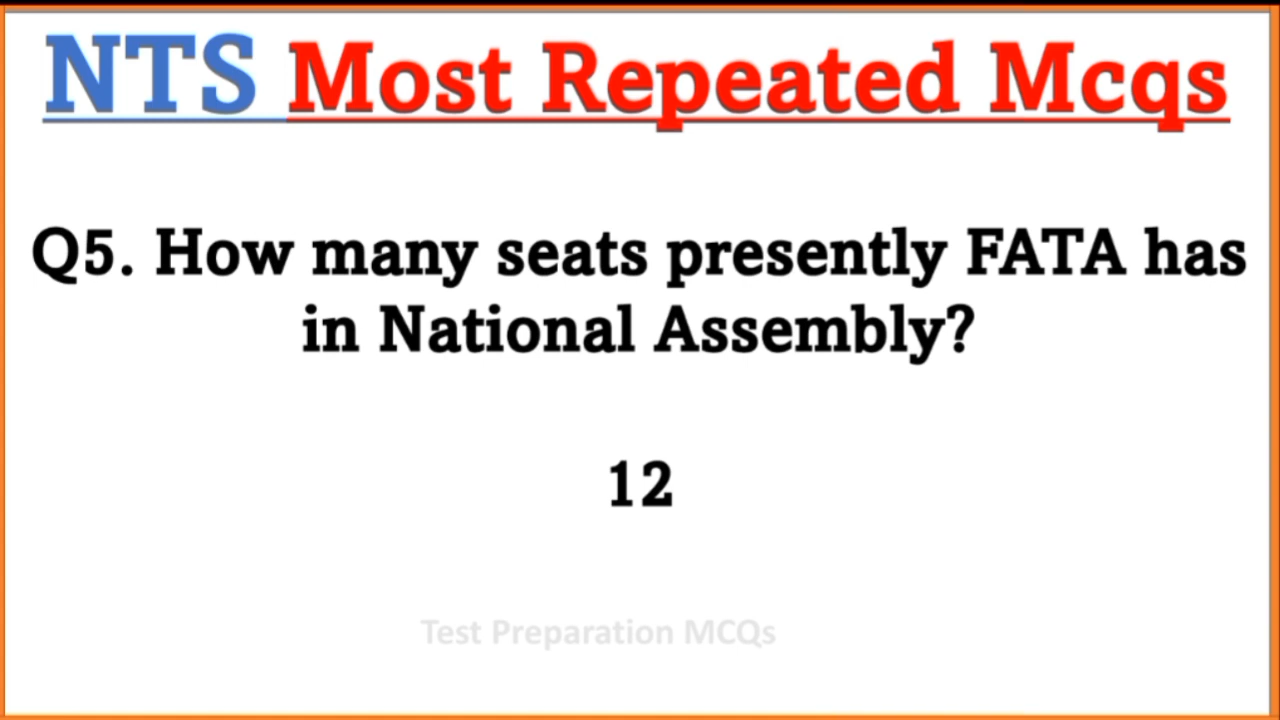 NTS Most Repeated Mcqs
Q5. How many seats presently FATA has
in National Assembly?
12
Test Preparation MCQs